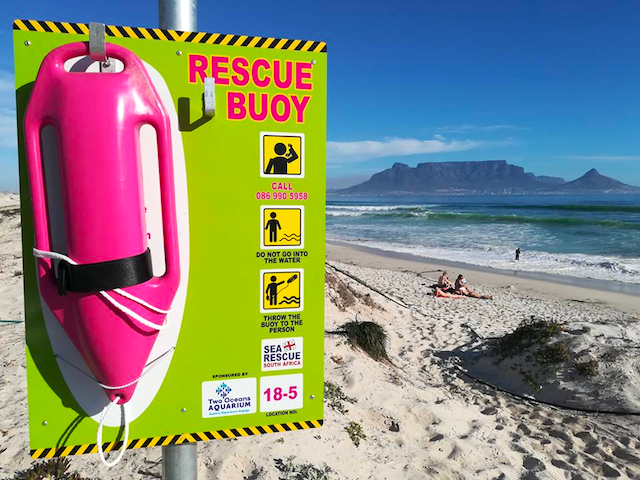 RESCUE
BUOY
CALL
086 990 5958
DO NOT GO INTO
THE WATER
THROW THE
BUOY TO THE
PERSON
SEA
RESCUE
SOUTH AFRICA
SPONSORED BY
Two Oceans
AQUARIUM
18-5
LOCATION NO: